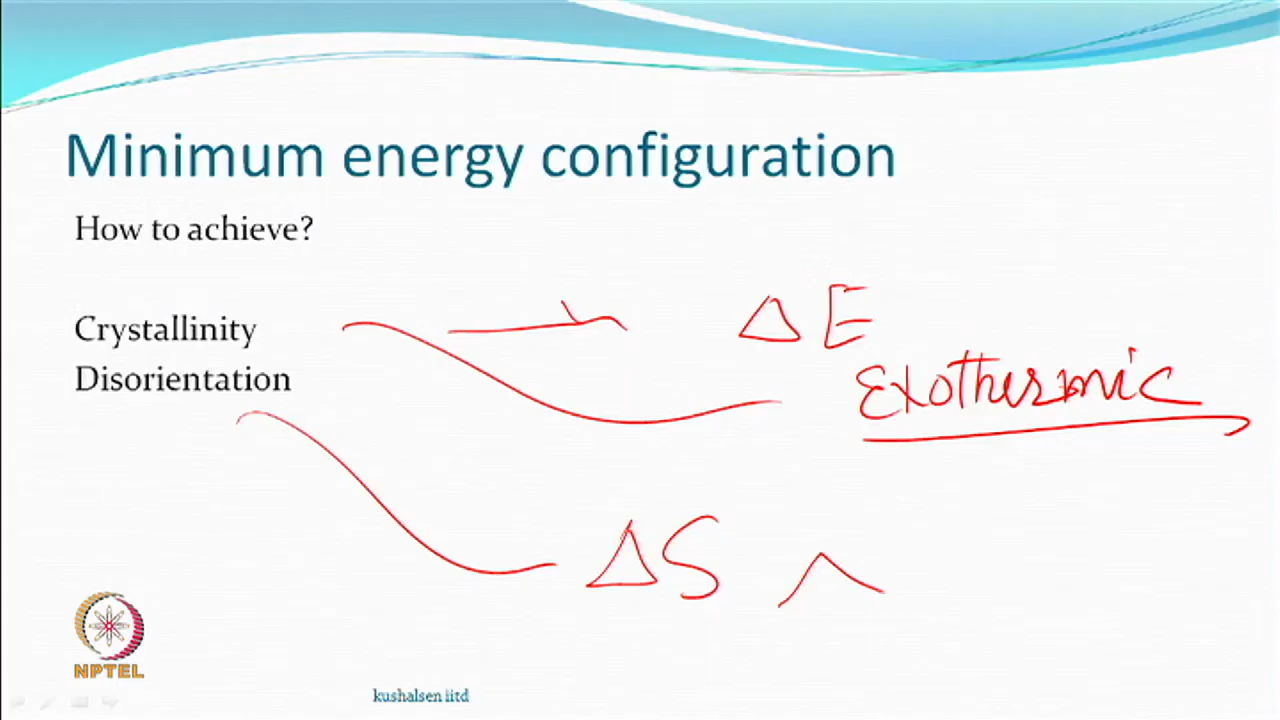 Minimum energy configuration
How to achieve?
Crystallinity
ΔE
Exothermic
Disorientation
ΔS
NPTEL
kushalsen iitd